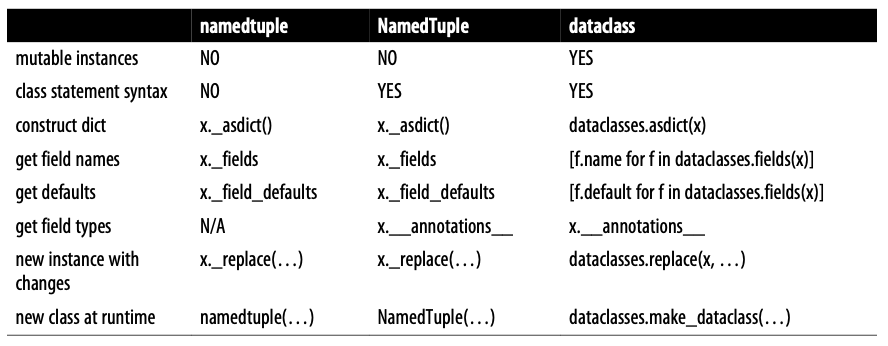 namedtuple NamedTuple dataclass
mutable instances NO NO YES
class statement syntax NO YES YES
construct dict x._asdict() x._asdict() dataclasses.asdict(x)
get field names x._fields x._fields [f.name for f in dataclasses.fields(x)]
get defaults x._field_defaults x._field_defaults [f.default for f in dataclasses.fields(x)]
get field types N/A x.__annotations__ x.__annotations__
new instance with x._replace(…) x._replace(…) dataclasses.replace(x, …)
changes
new class at runtime namedtuple(…) NamedTuple(…) dataclasses.make_dataclass(…)